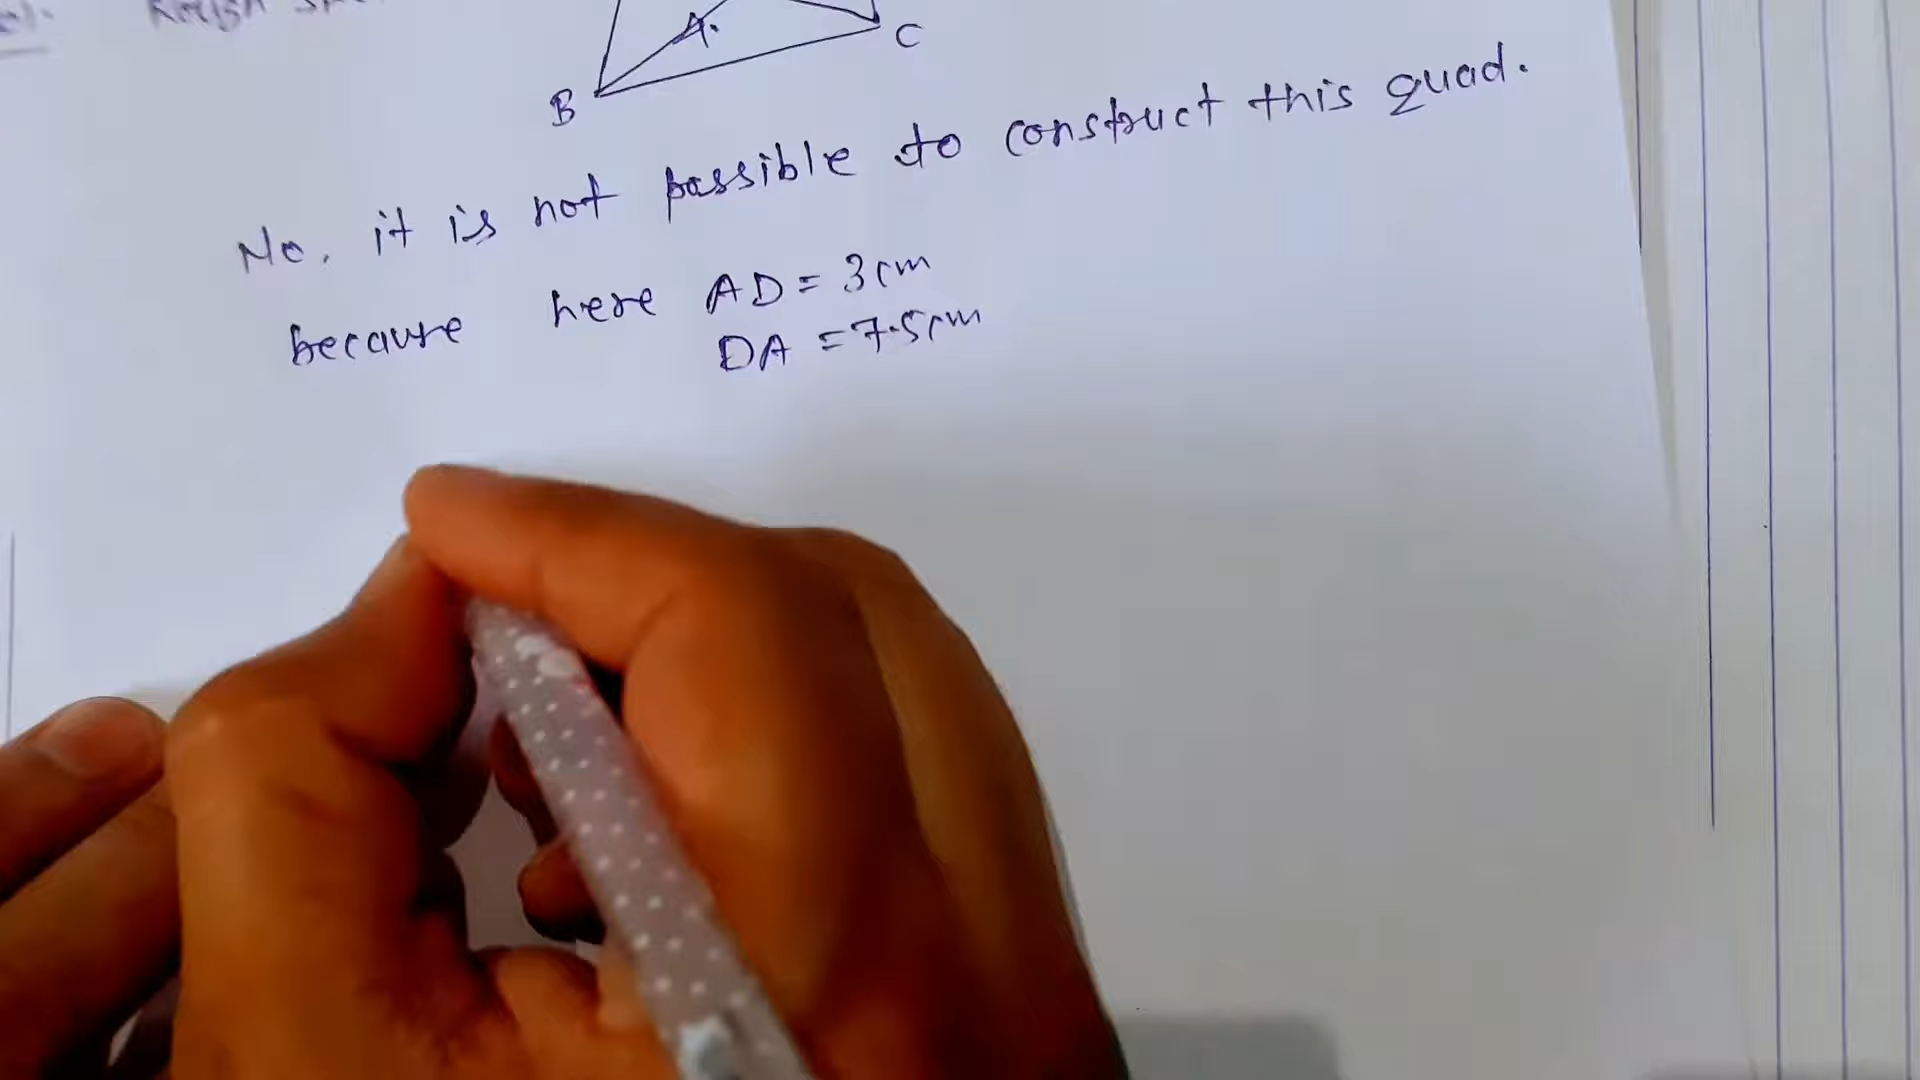 A.
C
B
No, it is not possible to construct this quad.
because here AD = 3cm
DA = 7.5cm